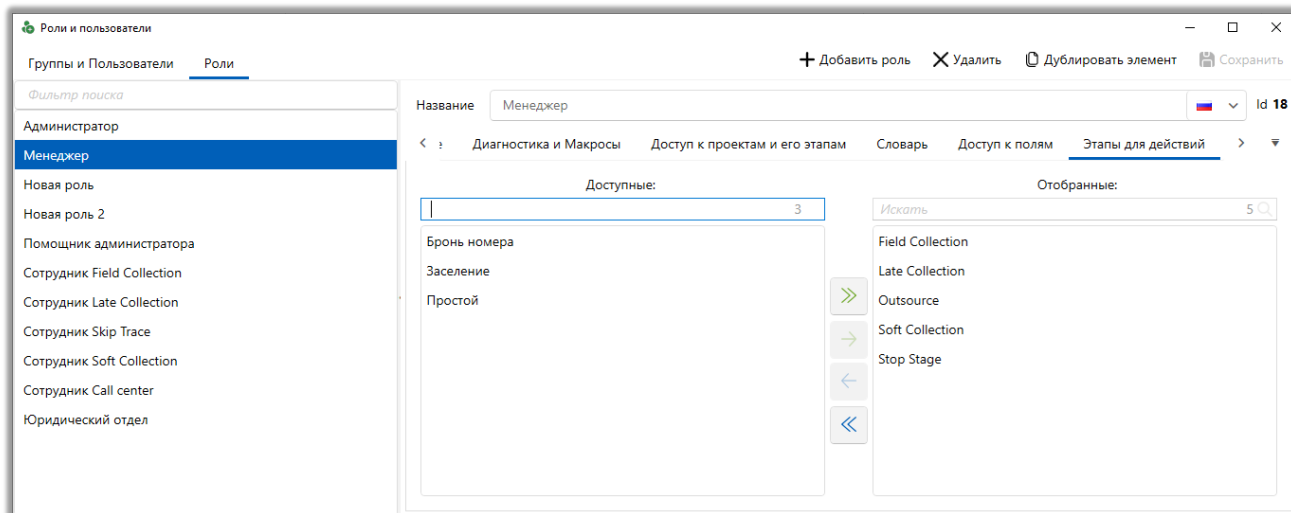 Роли и пользователи
Группы и Пользователи Роли
Добавить роль Удалить Дублировать элемент Сохранить
Фильтр поиска
Администратор
Менеджер
Новая роль
Новая роль 2
Помощник администратора
Сотрудник Field Collection
Сотрудник Late Collection
Сотрудник Skip Trace
Сотрудник Soft Collection
Сотрудник Call center
Юридический отдел
Название Менеджер Id 18
Диагностика и Макросы Доступ к проектам и его этапам Словарь Доступ к полям Этапы для действий
Доступные:
3
Бронь номера
Заселение
Простой
Отобранные:
Искать 5
Field Collection
Late Collection
Outsource
Soft Collection
Stop Stage